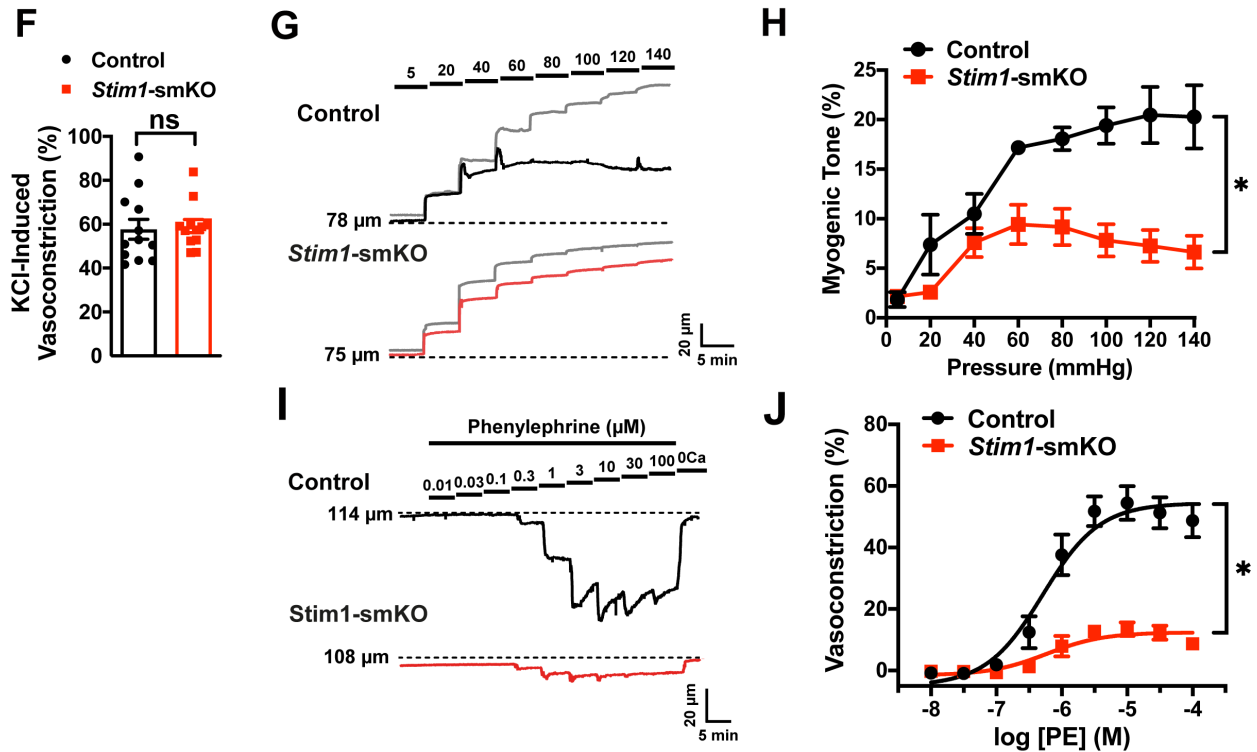 F
Control
Stim1-smKO
ns
KCl-Induced
Vasoconstriction (%)
100
80
60
40
20
0
G
5 20 40 60 80 100 120 140
Control
78 µm
Stim1-smKO
75 µm
20 µm
5 min
H
Control
Stim1-smKO
Myogenic Tone (%)
25
20
15
10
5
0
*
0 20 40 60 80 100 120 140
Pressure (mmHg)
I
Phenylephrine (µM)
0.01 0.03 0.1 0.3 1 3 10 30 100 0Ca
Control
114 µm
Stim1-smKO
108 µm
20 µm
5 min
J
Control
Stim1-smKO
Vasoconstriction (%)
80
60
40
20
0
*
-8 -7 -6 -5 -4
log [PE] (M)